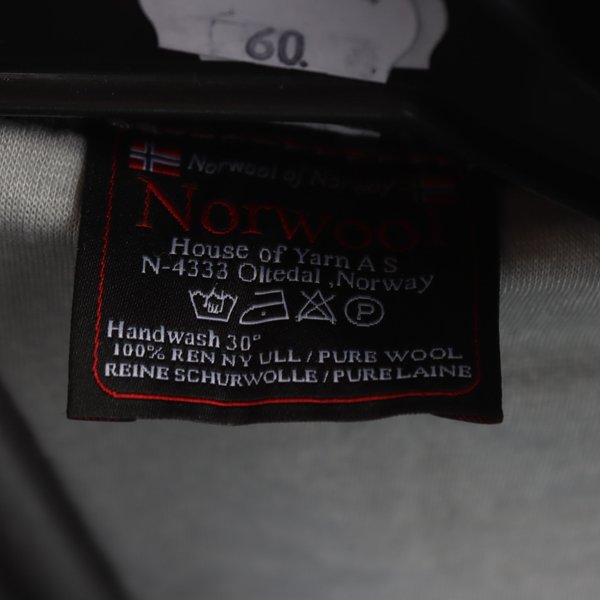 60.
Norwool of Norway
Norwool
House of Yarn A S
N-4333 Oltedal, Norway
P
Handwash 30°
100% REN NY ULL / PURE WOOL
REINE SCHURWOLLE / PURE LAINE